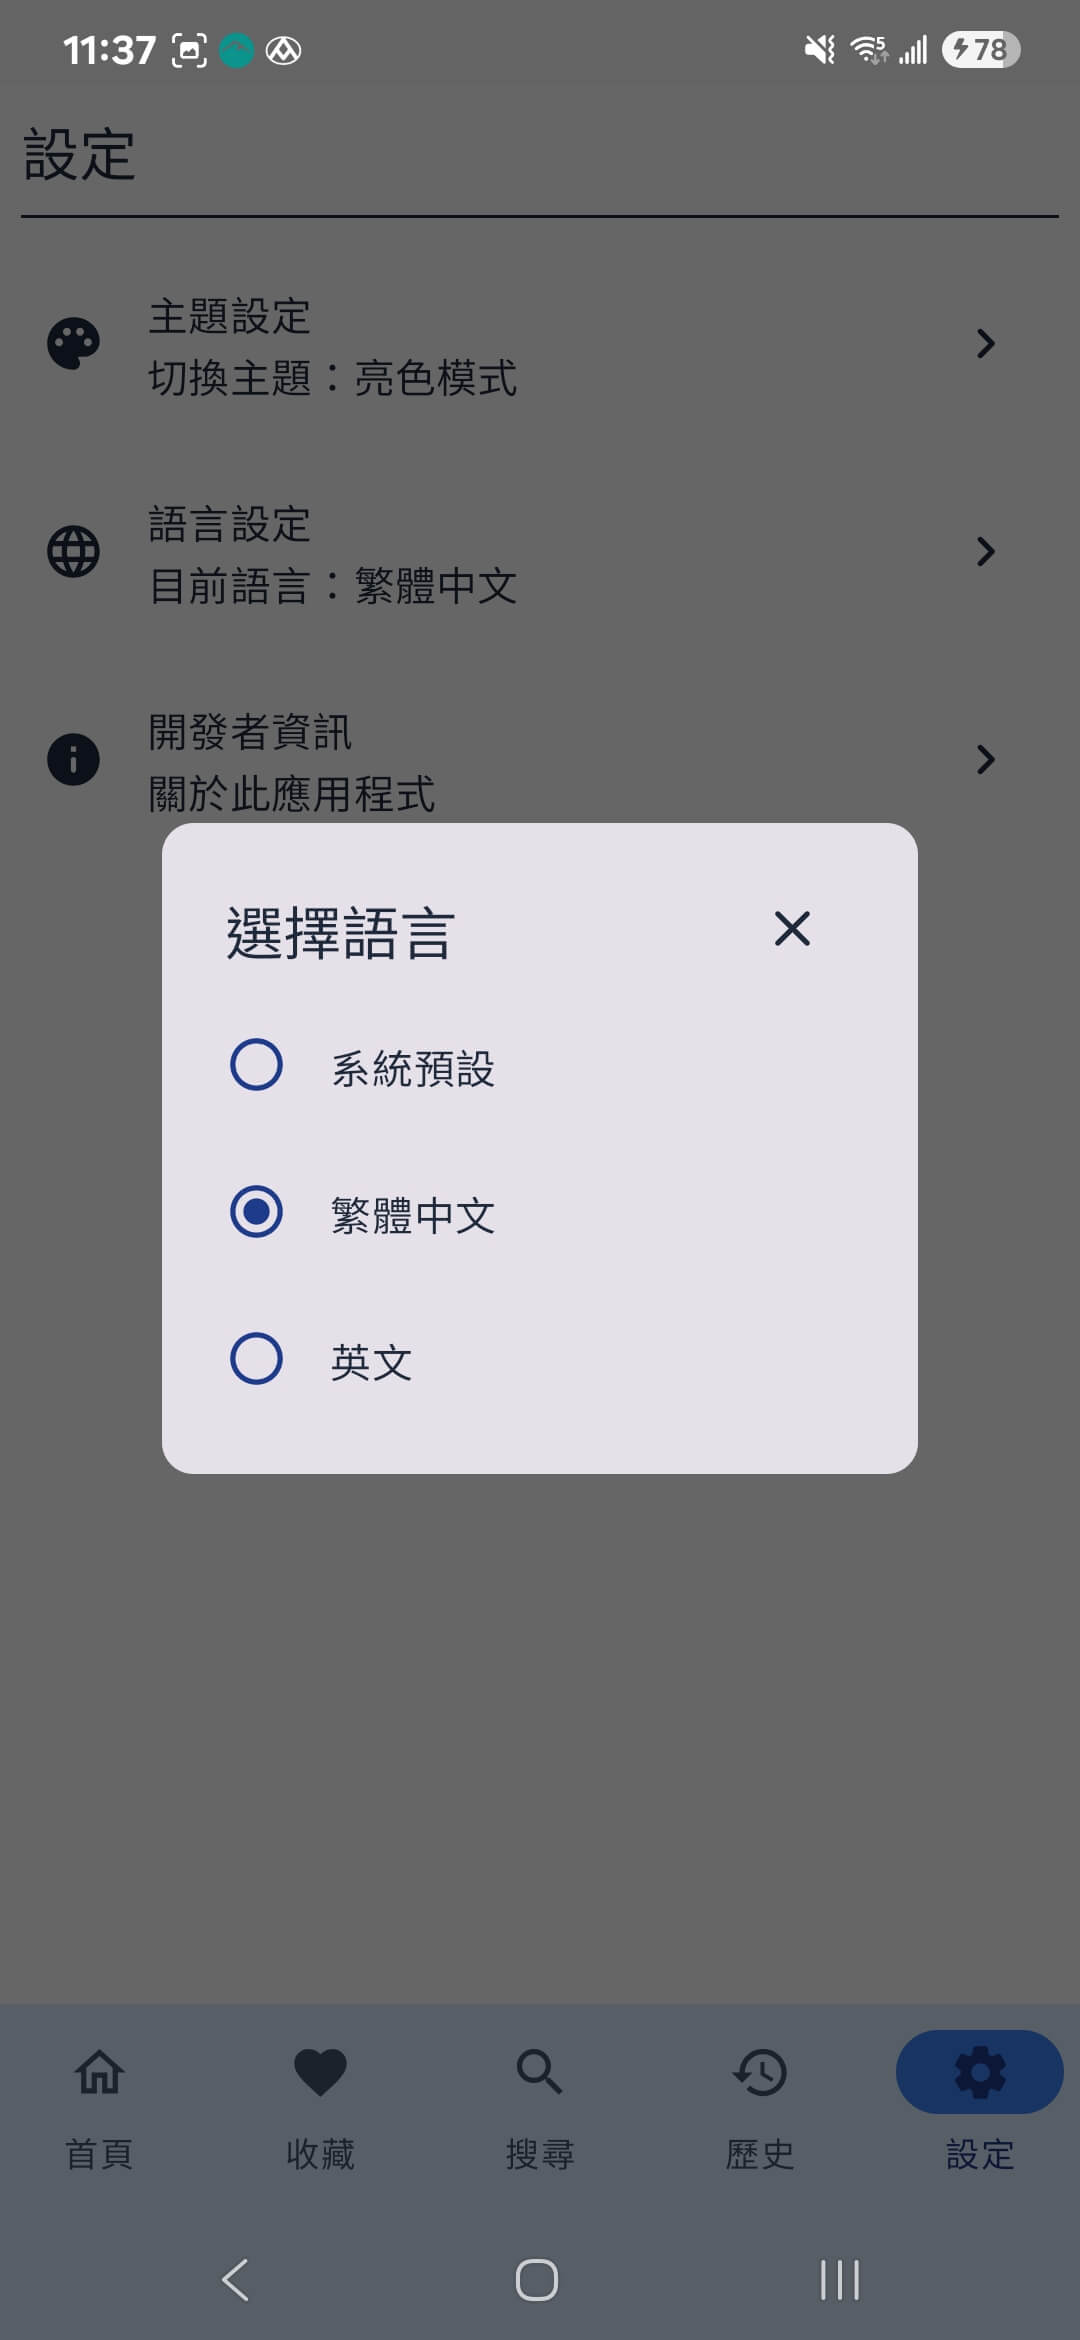 11:37
5
78
設定
主題設定
切換主題：亮色模式
語言設定
目前語言：繁體中文
開發者資訊
關於此應用程式
選擇語言
系統預設
繁體中文
英文
首頁
收藏
搜尋
歷史
設定